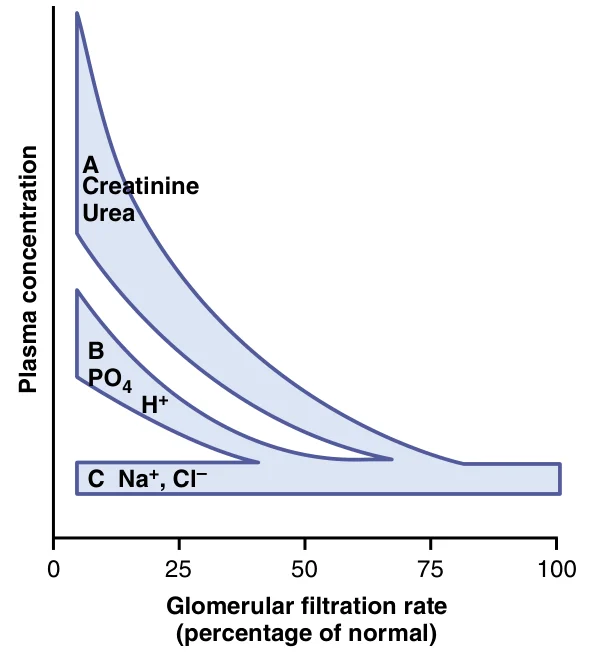 Plasma concentration
A
Creatinine
Urea
B
PO₄
H⁺
C Na⁺, Cl⁻
0 25 50 75 100
Glomerular filtration rate
(percentage of normal)